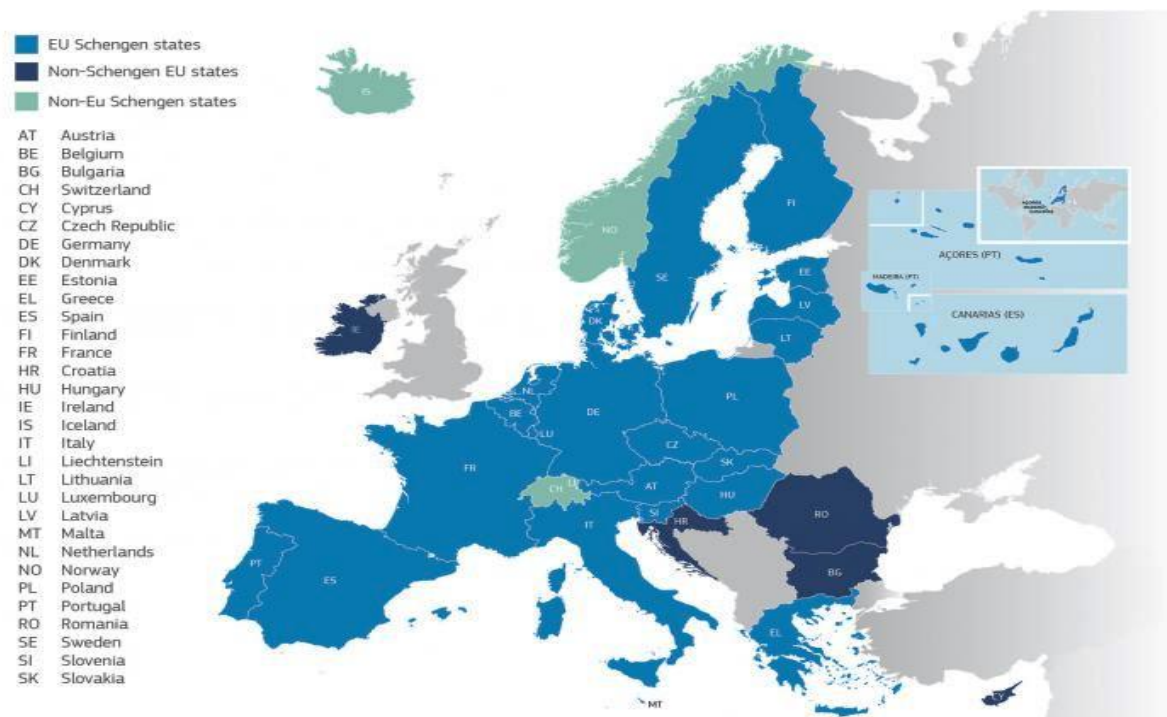 EU Schengen states
Non-Schengen EU states
Non-Eu Schengen states
AT Austria
BE Belgium
BG Bulgaria
CH Switzerland
CY Cyprus
CZ Czech Republic
DE Germany
DK Denmark
EE Estonia
EL Greece
ES Spain
FI Finland
FR France
HR Croatia
HU Hungary
IE Ireland
IS Iceland
IT Italy
LI Liechtenstein
LT Lithuania
LU Luxembourg
LV Latvia
MT Malta
NL Netherlands
NO Norway
PL Poland
PT Portugal
RO Romania
SE Sweden
SI Slovenia
SK Slovakia
IS
FI
NO
SE
EE
LV
DK
LT
IE
NL
PL
BE
DE
LU
CZ
FR
SK
CH
AT
HU
IT
SI
HR
RO
PT
ES
BG
EL
MT
CY
AÇORES (PT)
MADEIRA (PT)
CANARIAS (ES)